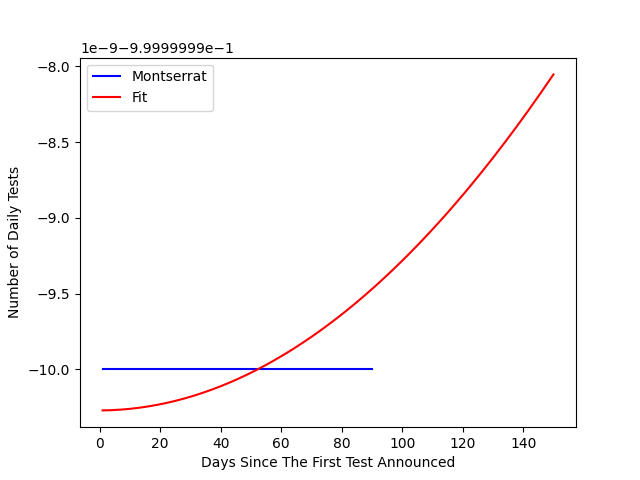 1e−9−9.9999999e−1
−8.0
−8.5
−9.0
−9.5
−10.0
Number of Daily Tests
Montserrat
Fit
0 20 40 60 80 100 120 140
Days Since The First Test Announced